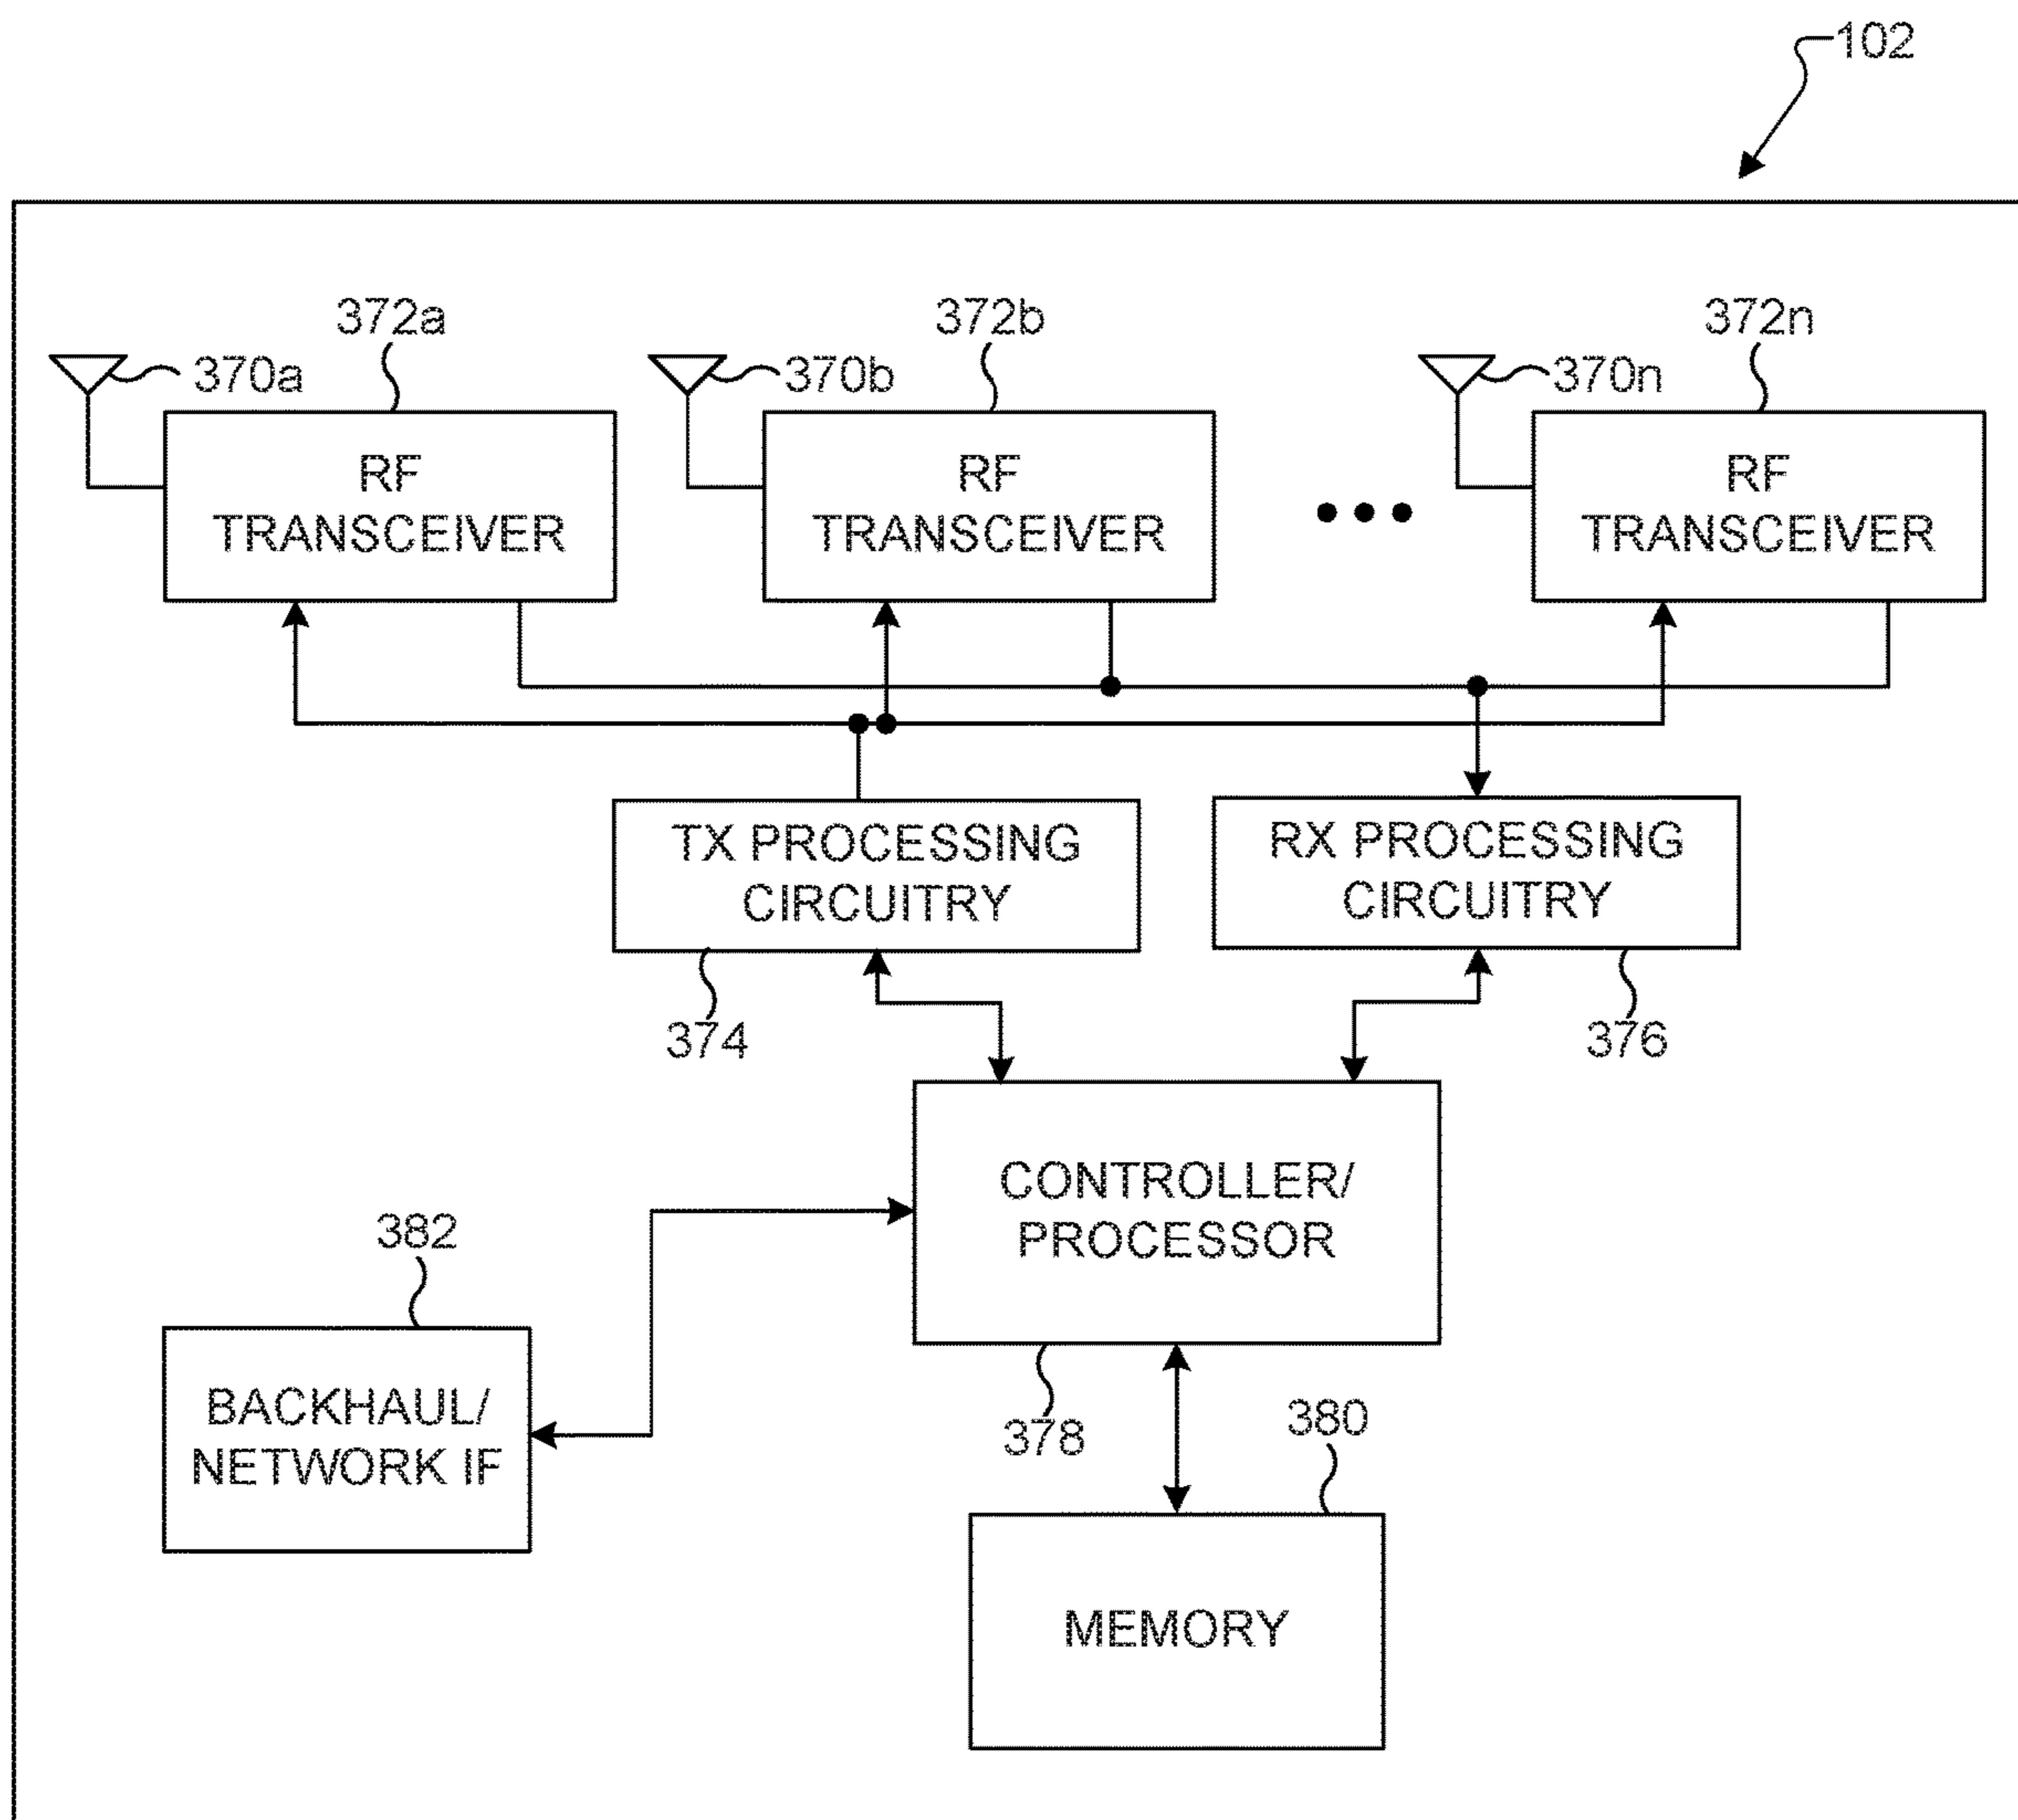 102
372a
372b
372n
370a
370b
370n
RF
TRANSCEIVER
RF
TRANSCEIVER
RF
TRANSCEIVER
TX PROCESSING
CIRCUITRY
RX PROCESSING
CIRCUITRY
374
376
CONTROLLER/
PROCESSOR
382
BACKHAUL/
NETWORK IF
378
380
MEMORY